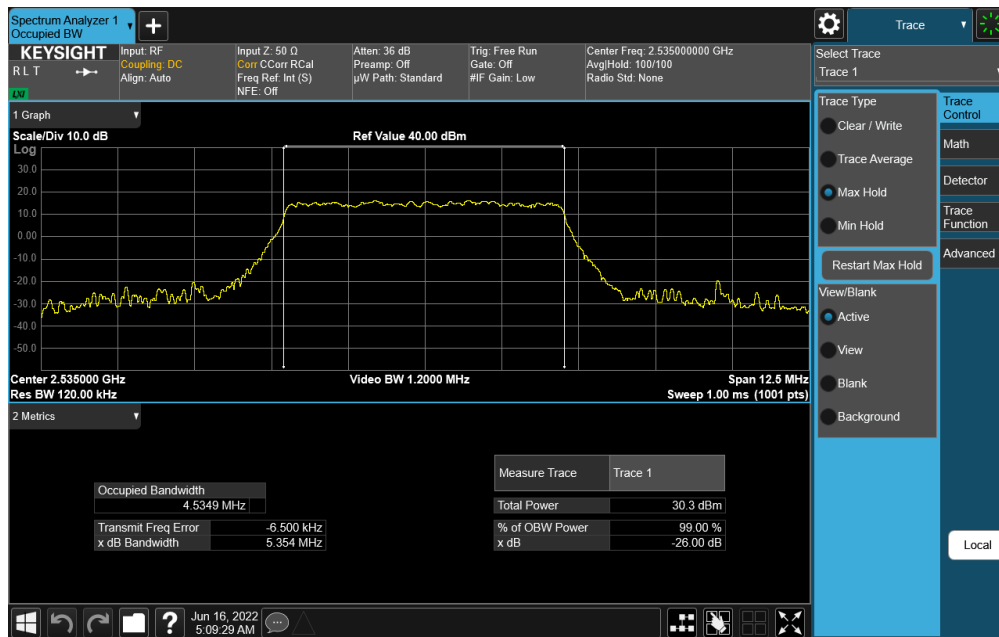 Spectrum Analyzer 1
Occupied BW
Trace
KEYSIGHT
R L T
LXI
Input: RF
Coupling: DC
Align: Auto
Input Z: 50 Ω
Corr CCorr RCal
Freq Ref: Int (S)
NFE: Off
Atten: 36 dB
Preamp: Off
µW Path: Standard
Trig: Free Run
Gate: Off
#IF Gain: Low
Center Freq: 2.535000000 GHz
Avg|Hold: 100/100
Radio Std: None
Select Trace
Trace 1
1 Graph
Scale/Div 10.0 dB
Ref Value 40.00 dBm
Log
30.0
20.0
10.0
0.00
-10.0
-20.0
-30.0
-40.0
-50.0
Center 2.535000 GHz
Video BW 1.2000 MHz
Span 12.5 MHz
Res BW 120.00 kHz
Sweep 1.00 ms (1001 pts)
2 Metrics
Measure Trace Trace 1
Occupied Bandwidth
4.5349 MHz
Total Power 30.3 dBm
Transmit Freq Error -6.500 kHz
% of OBW Power 99.00 %
x dB Bandwidth 5.354 MHz
x dB -26.00 dB
Trace Type
Clear / Write
Trace Average
Max Hold
Min Hold
Restart Max Hold
View/Blank
Active
View
Blank
Background
Trace
Control
Math
Detector
Trace
Function
Advanced
Local
?
Jun 16, 2022
5:09:29 AM